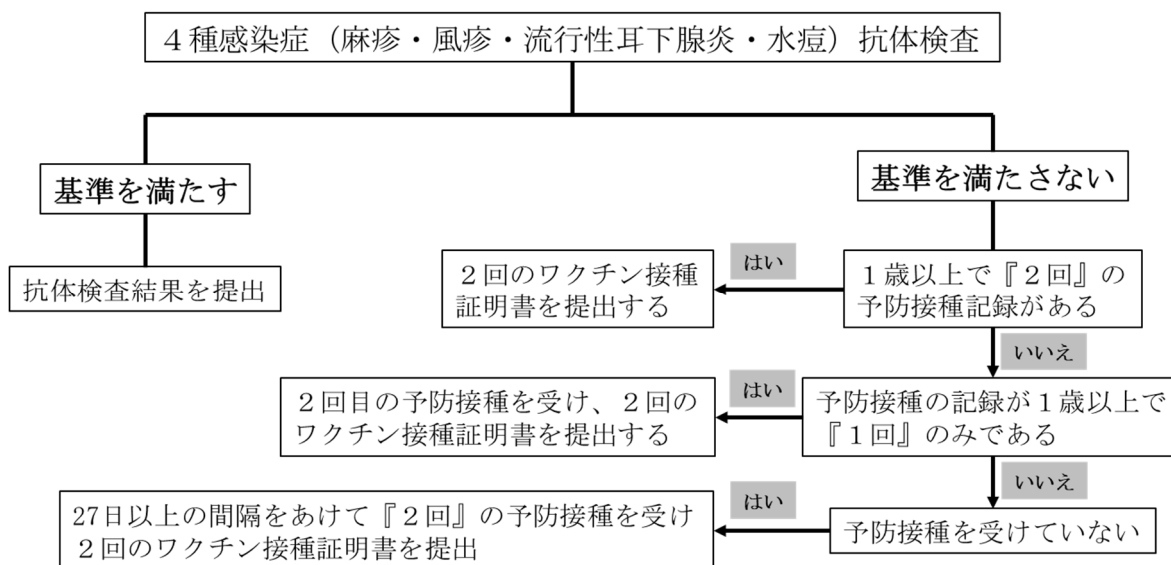 ４種感染症（麻疹・風疹・流行性耳下腺炎・水痘）抗体検査
基準を満たす
基準を満たさない
抗体検査結果を提出
２回のワクチン接種
証明書を提出する
はい
１歳以上で『２回』の
予防接種記録がある
いいえ
２回目の予防接種を受け、２回の
ワクチン接種証明書を提出する
はい
予防接種の記録が１歳以上で
『１回』のみである
いいえ
27日以上の間隔をあけて『２回』の予防接種を受け
２回のワクチン接種証明書を提出
はい
予防接種を受けていない